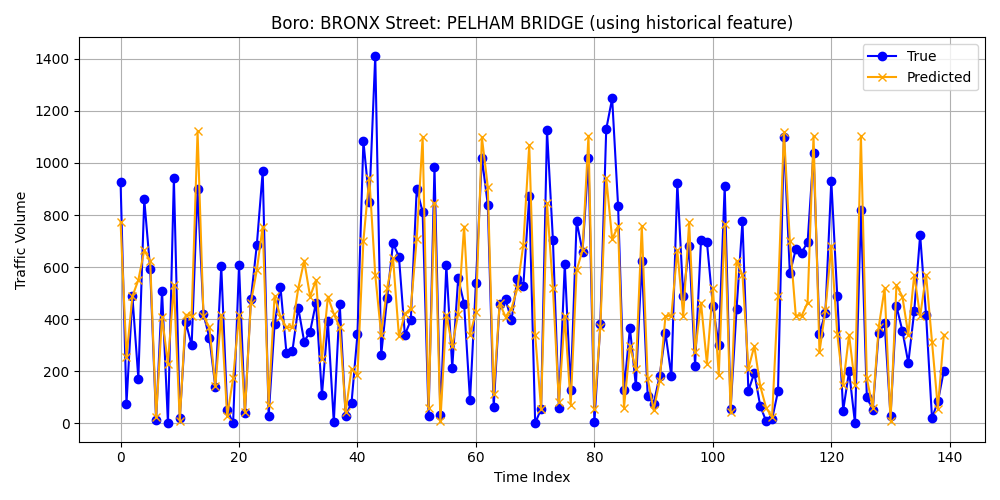 Boro: BRONX Street: PELHAM BRIDGE (using historical feature)
True
Predicted
Traffic Volume
1400
1200
1000
800
600
400
200
0
0 20 40 60 80 100 120 140
Time Index